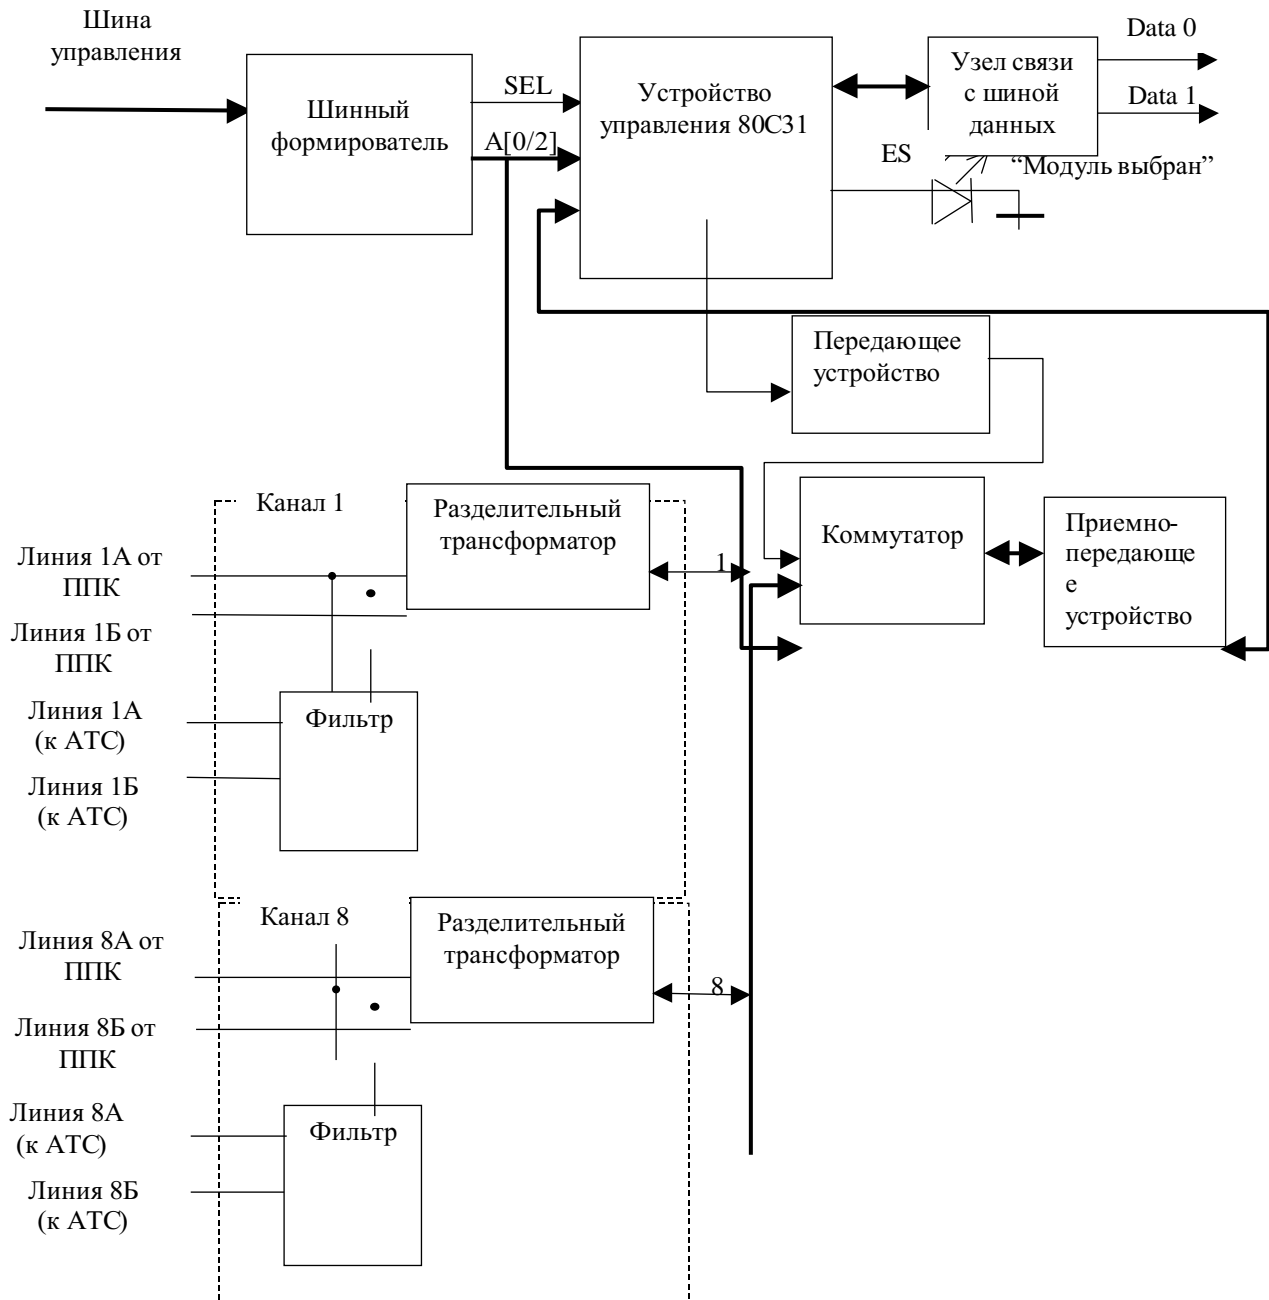 Шина
управления
Шинный
формирователь
SEL
A[0/2]
Устройство
управления 80С31
Узел связи
с шиной
данных
Data 0
Data 1
ES
“Модуль выбран”
Передающее
устройство
Коммутатор
Приемно-
передающе
е
устройство
Канал 1
Разделительный
трансформатор
1
Линия 1А от
ППК
Линия 1Б от
ППК
Линия 1А
(к АТС)
Линия 1Б
(к АТС)
Фильтр
Канал 8
Разделительный
трансформатор
8
Линия 8А от
ППК
Линия 8Б от
ППК
Линия 8А
(к АТС)
Линия 8Б
(к АТС)
Фильтр